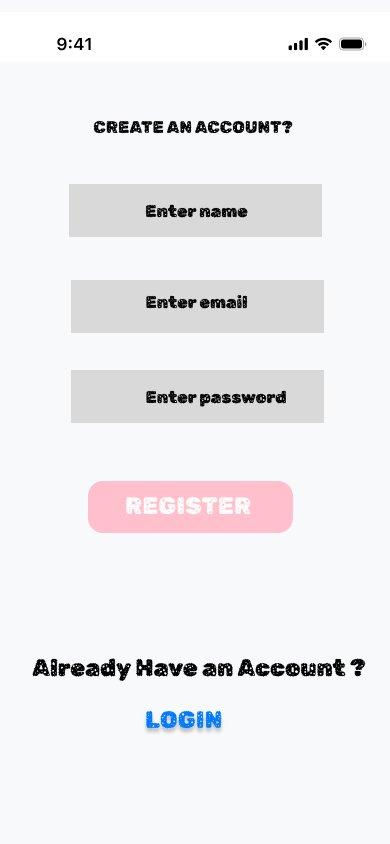 9:41
CREATE AN ACCOUNT?
Enter name
Enter email
Enter password
REGISTER
Already Have an Account ?
LOGIN